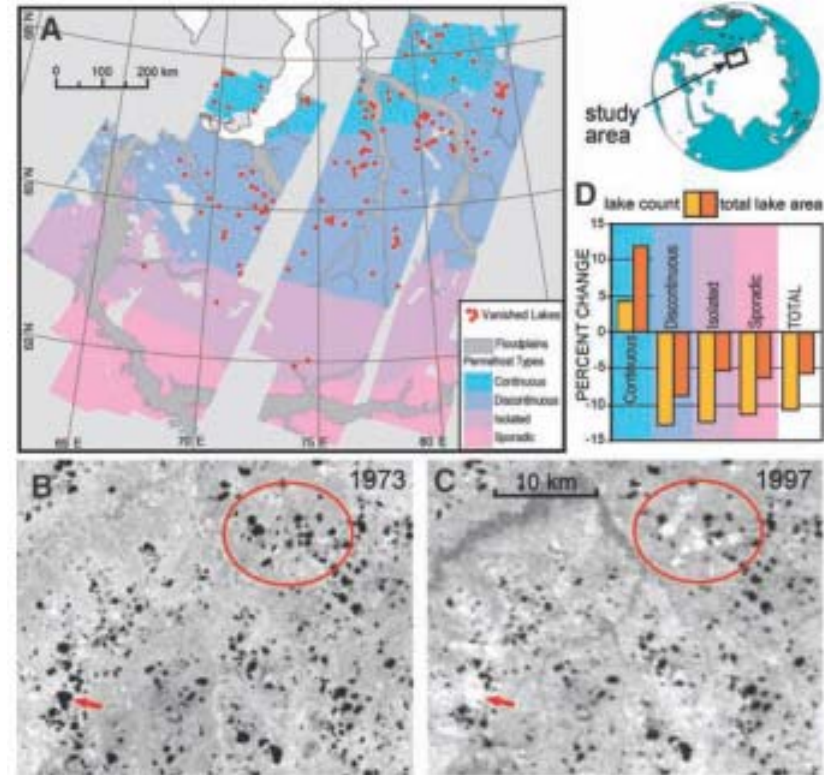 A
0 100 200 km
66 N
62 N
65 E
70 E
75 E
80 E
Vanished Lakes
Floodplains
Permafrost Types
Continuous
Discontinuous
Isolated
Sporadic
study
area
D lake count total lake area
PERCENT CHANGE
15
10
5
0
-5
-10
-15
Continuous
Discontinuous
Isolated
Sporadic
TOTAL
B 1973
C 10 km 1997